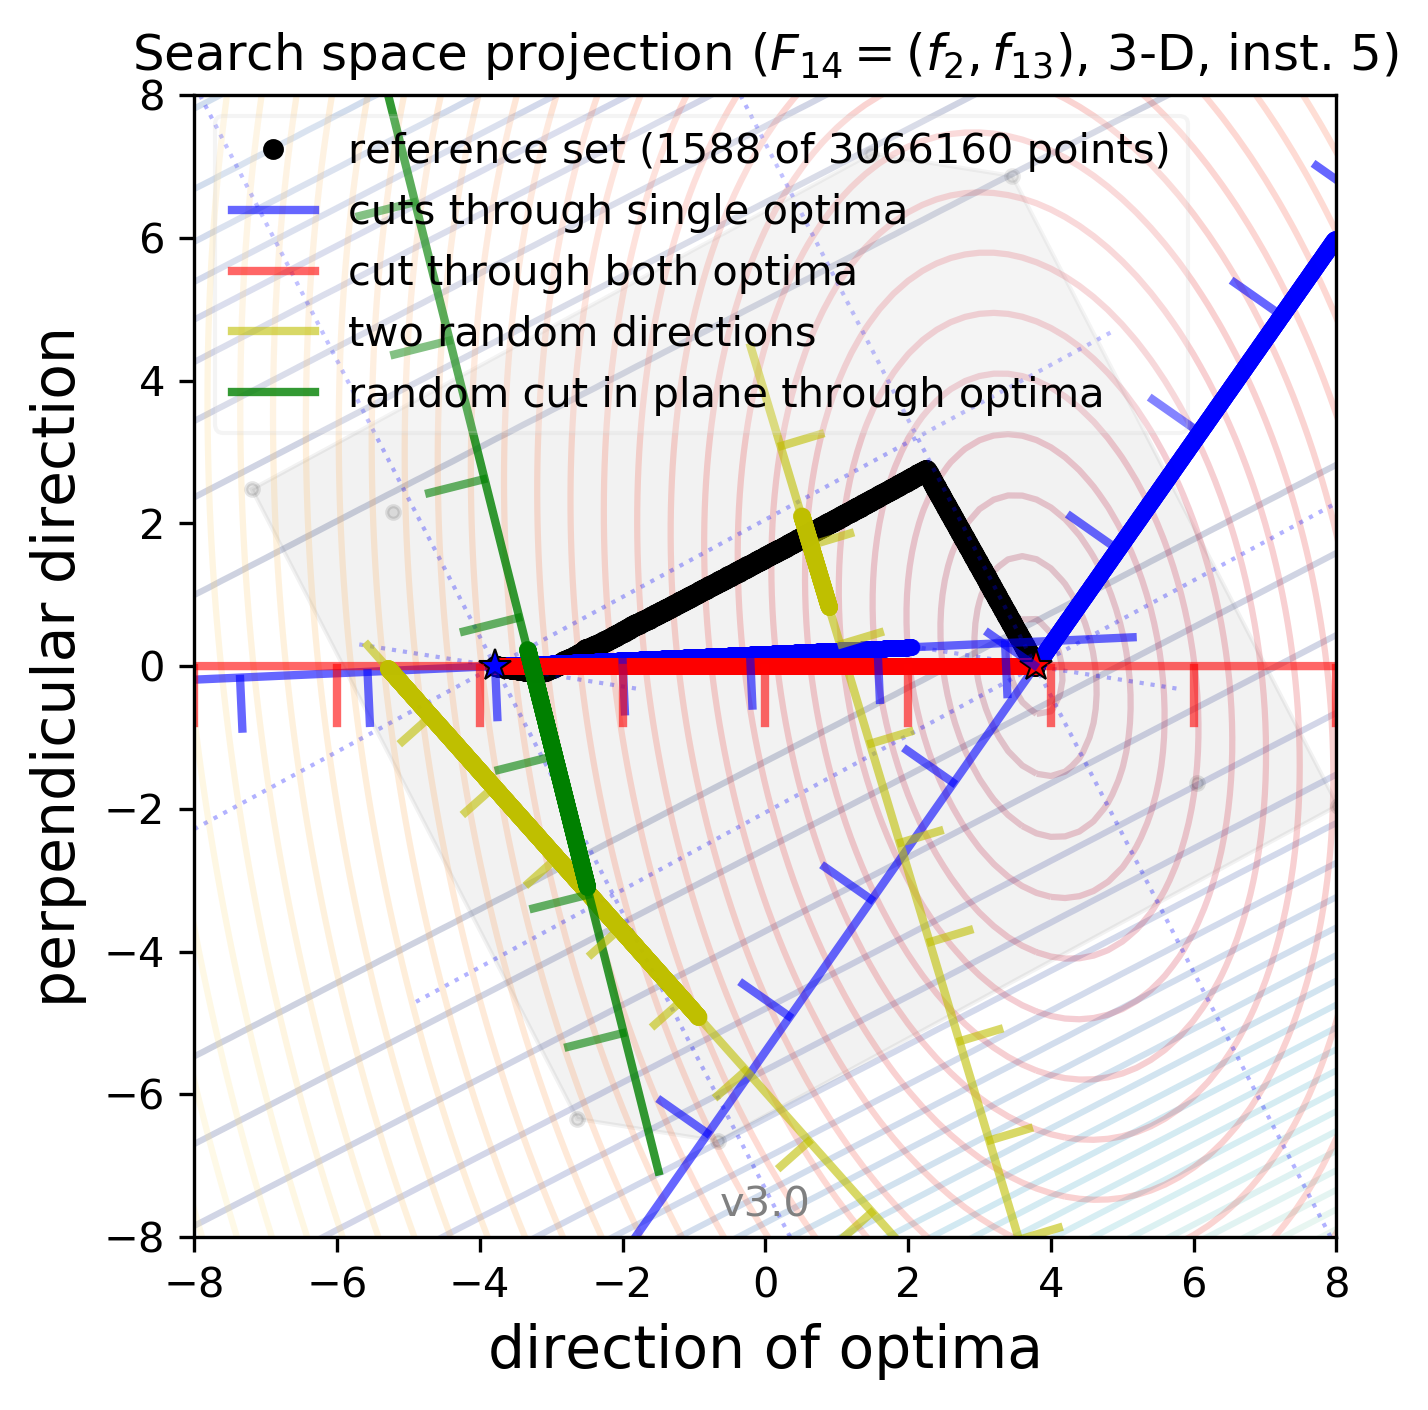 Search space projection (F₁₄ = (f₂, f₁₃), 3-D, inst. 5)
reference set (1588 of 3066160 points)
cuts through single optima
cut through both optima
two random directions
random cut in plane through optima
perpendicular direction
8
6
4
2
0
−2
−4
−6
−8
v3.0
−8 −6 −4 −2 0 2 4 6 8
direction of optima